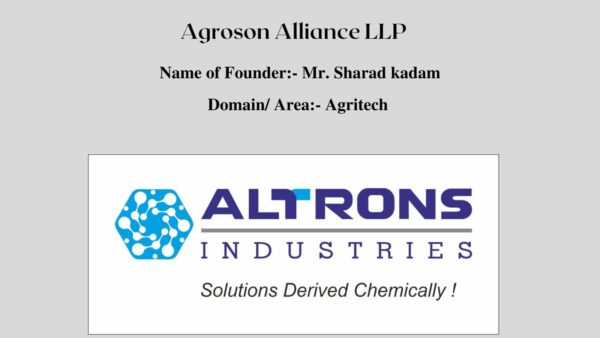 Agroson Alliance LLP
Name of Founder:- Mr. Sharad kadam
Domain/ Area:- Agritech
ALTRONS
INDUSTRIES
Solutions Derived Chemically !